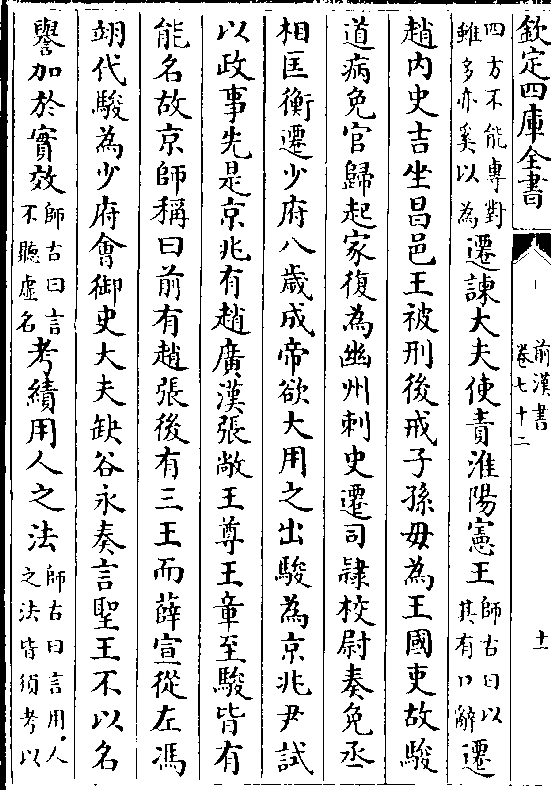 欽定四庫全書
前漢書
卷七十二
十一
四方不能專對
雖多亦奚以為遷諫大夫使責淮陽憲王師古曰以
其有口辭遷
趙内史吉坐昌邑王被刑後戒子孫毋為王國吏故駿
道病免官歸起家復為幽州刺史遷司隷校尉奏免丞
相匡衡遷少府八歲成帝欲大用之出駿為京兆尹試
以政事先是京兆有趙廣漢張敞王尊王章至駿皆有
能名故京師稱曰前有趙張後有三王而薛宣從左馮
翊代駿為少府會御史大夫缺谷永奏言聖王不以名
譽加於實效師古曰言
不聽虛名考績用人之法師古曰言用人
之法皆須考以